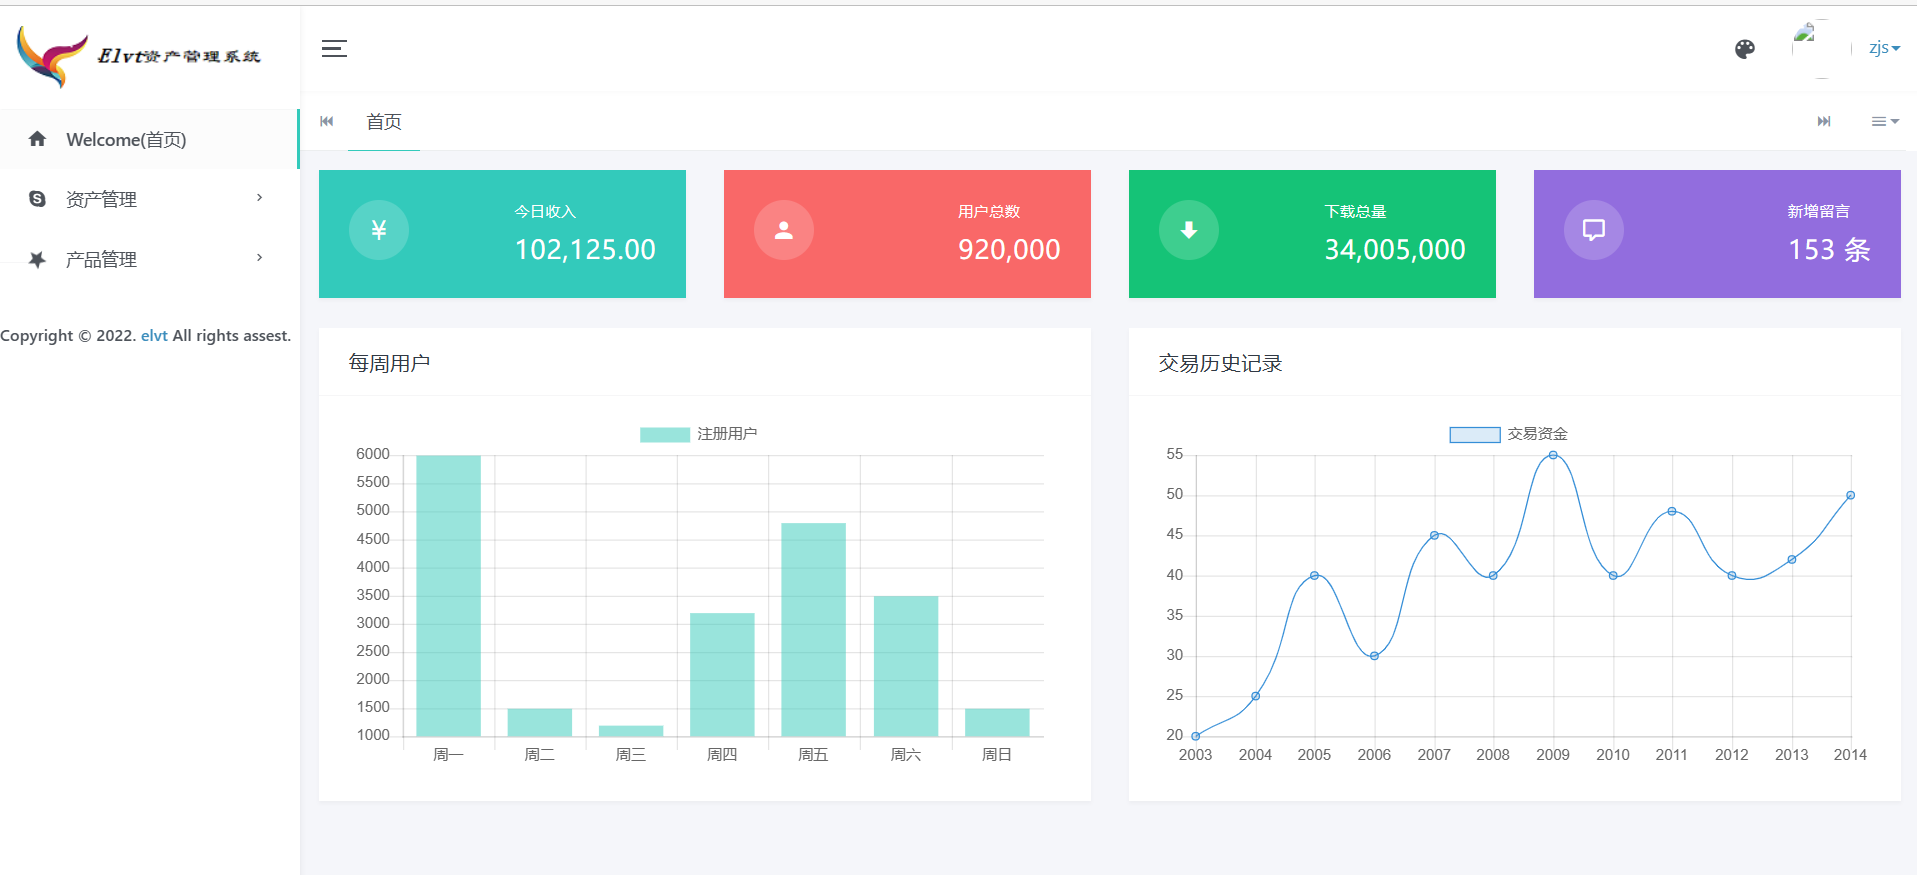 Elvt资产管理系统
zjs
Welcome(首页)
资产管理
产品管理
Copyright © 2022. elvt All rights assest.
首页
¥
今日收入
102,125.00
用户总数
920,000
下载总量
34,005,000
新增留言
153 条
每周用户
注册用户
6000
5500
5000
4500
4000
3500
3000
2500
2000
1500
1000
周一 周二 周三 周四 周五 周六 周日
交易历史记录
交易资金
55
50
45
40
35
30
25
20
2003 2004 2005 2006 2007 2008 2009 2010 2011 2012 2013 2014